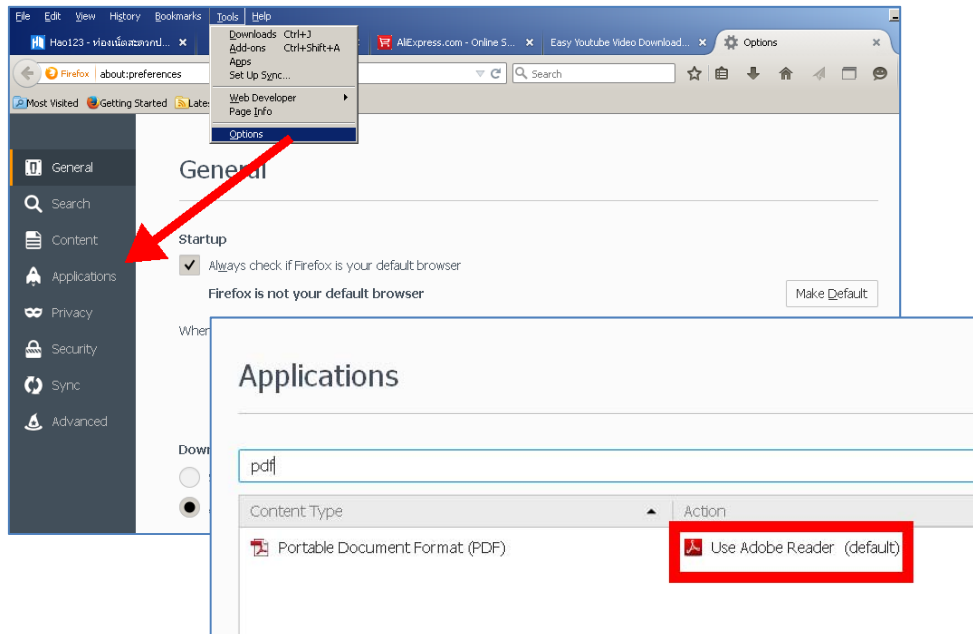 File Edit View History Bookmarks Tools Help
Hao123 - ท่องเน็ตสะดวกป... ×
AliExpress.com - Online S... ×
Easy Youtube Video Download... ×
Options ×
Downloads Ctrl+J
Add-ons Ctrl+Shift+A
Apps
Set Up Sync...
Web Developer
Page Info
Options
Firefox about:preferences
Search
Most Visited Getting Started Lates
General
Search
Content
Applications
Privacy
Security
Sync
Advanced
General
Startup
Always check if Firefox is your default browser
Firefox is not your default browser
Make Default
When
Down
Applications
pdf
Content Type Action
Portable Document Format (PDF) Use Adobe Reader (default)